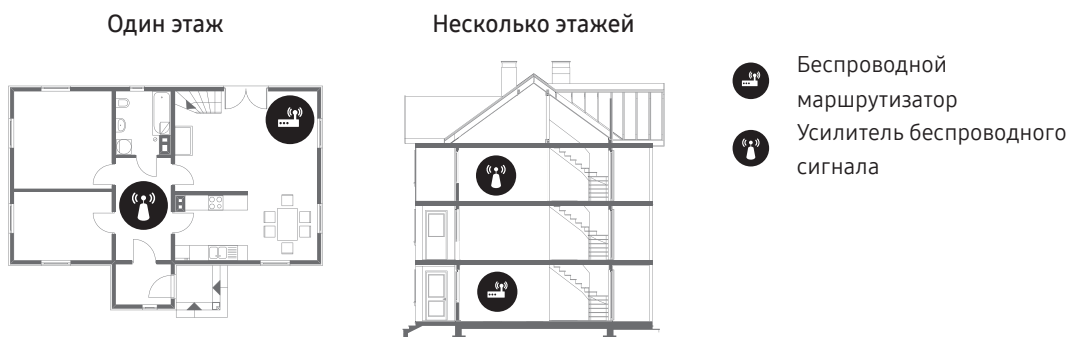 Один этаж
Несколько этажей
Беспроводной
маршрутизатор
Усилитель беспроводного
сигнала